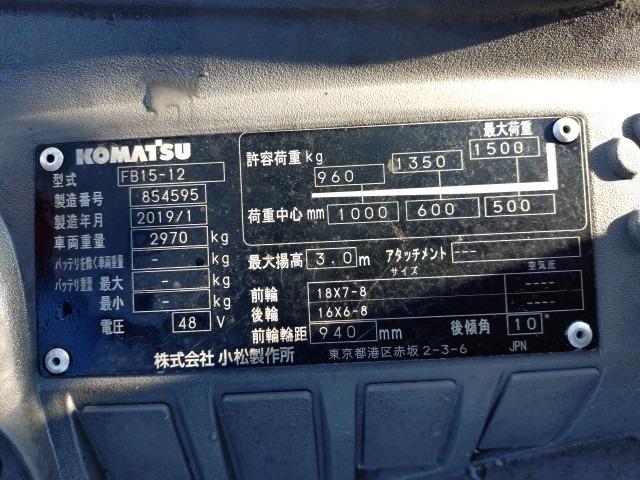 KOMATSU
型式 FB15-12
製造番号 854595
製造年月 2019/1
車両重量 2970 kg
バッテリを除く車両重量 - kg
バッテリ重量 最大 - kg
最小 - kg
電圧 48 V
最大荷重
許容荷重 kg 960 1350 1500
荷重中心 mm 1000 600 500
最大揚高 3.0 m アタッチメント ---
サイズ 空気圧
前輪 18X7-8 ----
後輪 16X6-8 ----
前輪輪距 940 mm 後傾角 10°
株式会社 小松製作所 東京都港区赤坂 2-3-6 JPN